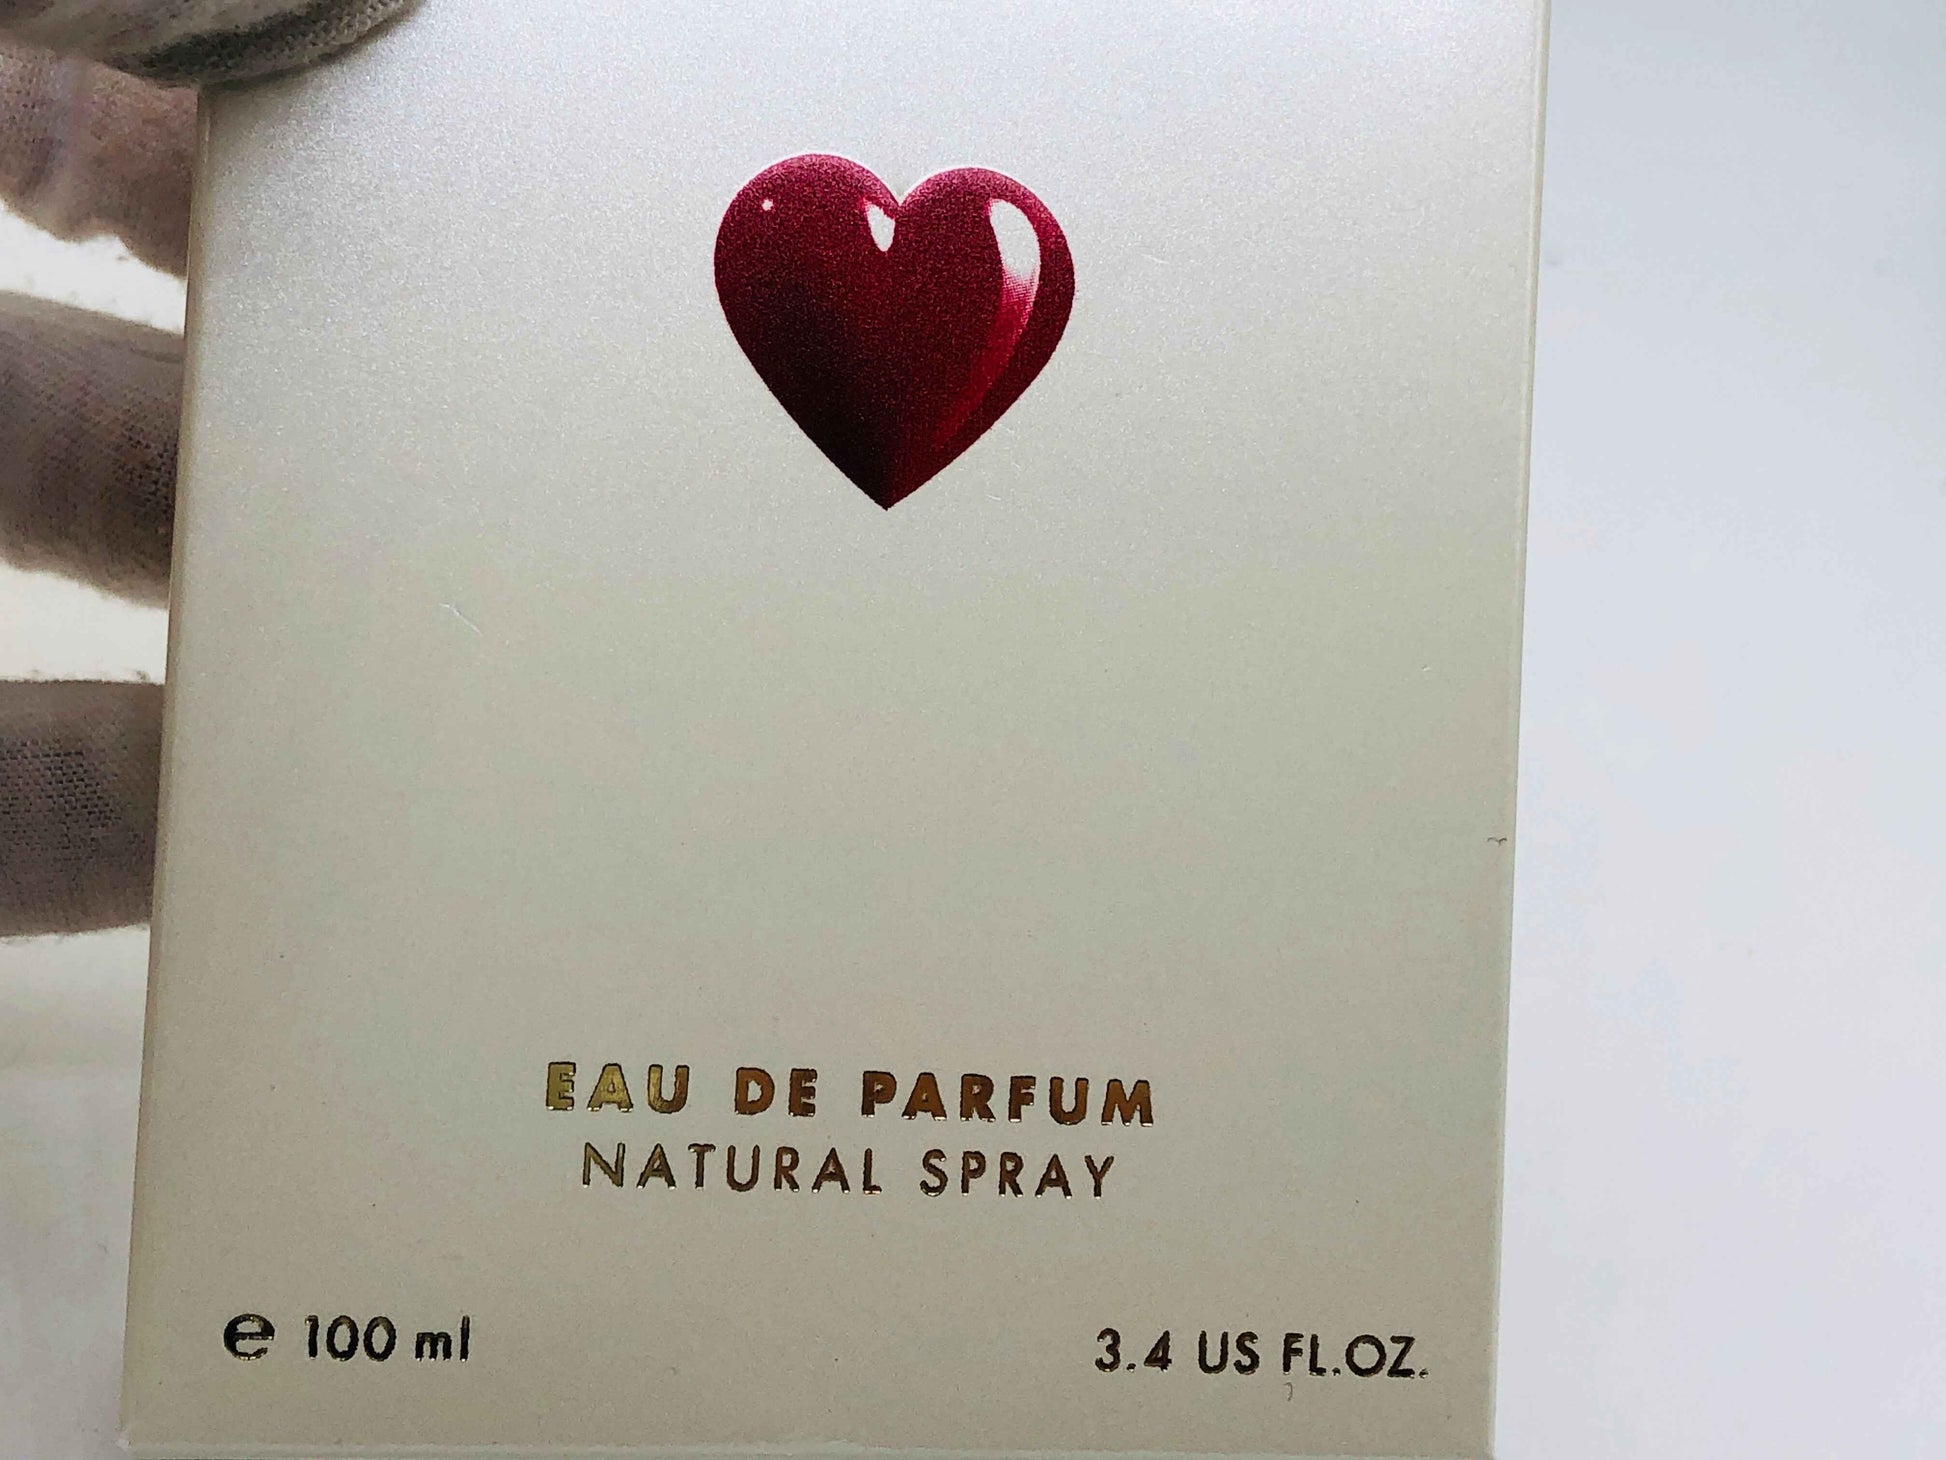 EAU DE PARFUM
NATURAL SPRAY
e 100 ml
3.4 US FL.OZ.